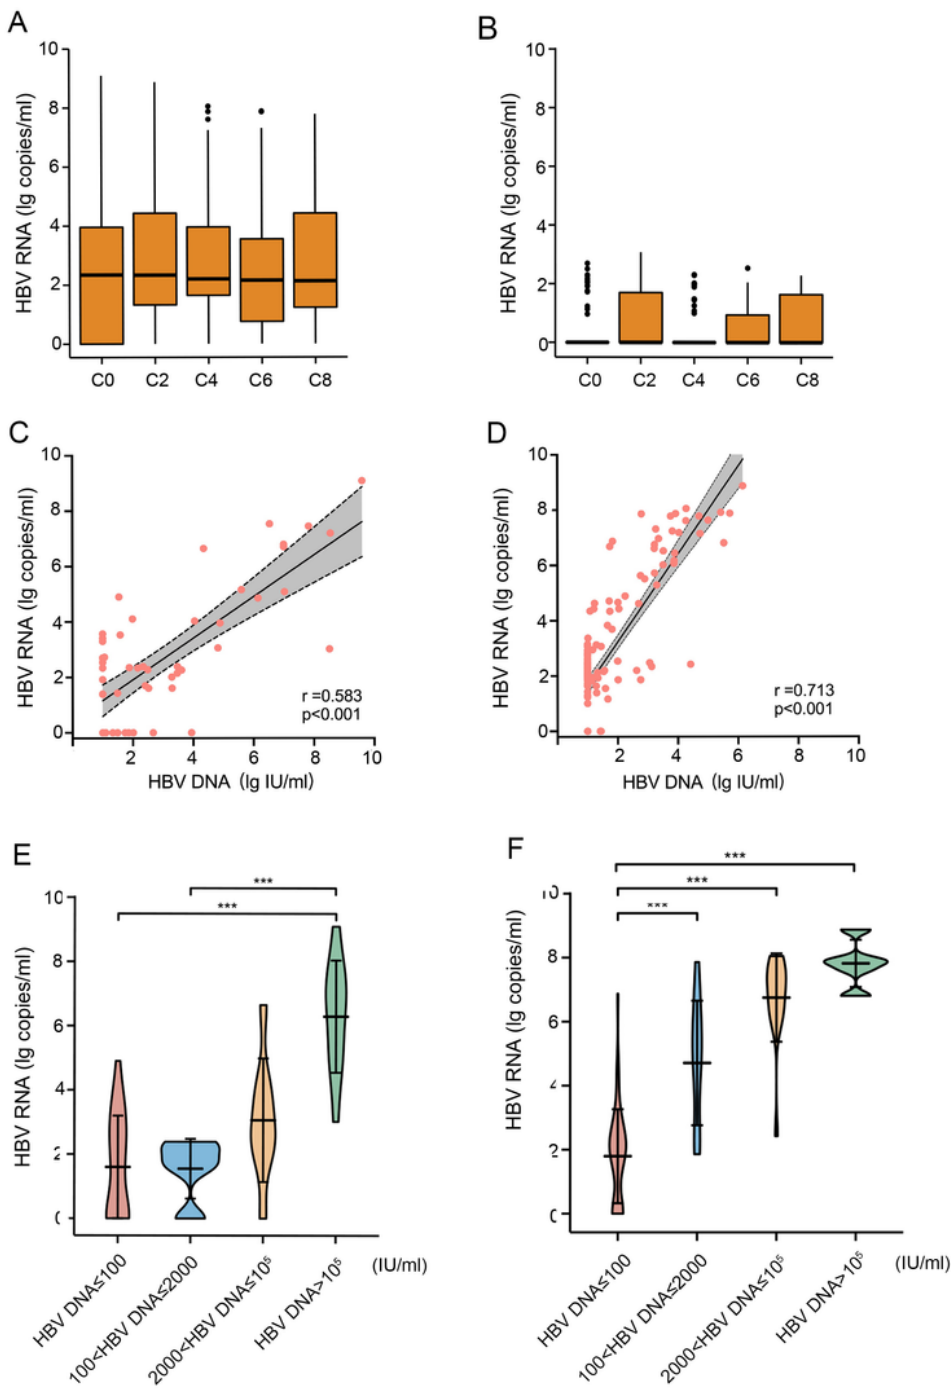 A
HBV RNA (lg copies/ml)
10
8
6
4
2
0
C0 C2 C4 C6 C8
B
HBV RNA (lg copies/ml)
10
8
6
4
2
0
C0 C2 C4 C6 C8
C
HBV RNA (lg copies/ml)
10
8
6
4
2
0
r =0.583
p<0.001
2 4 6 8 10
HBV DNA (lg IU/ml)
D
HBV RNA (lg copies/ml)
10
8
6
4
2
0
r =0.713
p<0.001
2 4 6 8 10
HBV DNA (lg IU/ml)
E
HBV RNA (lg copies/ml)
10
8
6
4
2
***
***
HBV DNA≤100
100<HBV DNA≤2000
2000<HBV DNA≤10⁵
HBV DNA>10⁵
(IU/ml)
F
HBV RNA (lg copies/ml)
8
6
4
2
***
***
***
HBV DNA≤100
100<HBV DNA≤2000
2000<HBV DNA≤10⁵
HBV DNA>10⁵
(IU/ml)